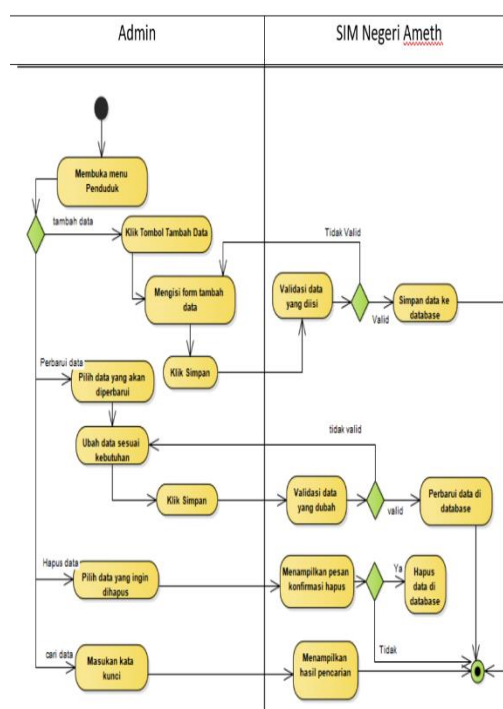 Admin
SIM Negeri Ameth
Membuka menu
Penduduk
tambah data
Klik Tombol Tambah Data
Tidak Valid
Mengisi form tambah
data
Validasi data
yang diisi
Valid
Simpan data ke
database
Klik Simpan
Perbarui data
Pilih data yang akan
diperbarui
Ubah data sesuai
kebutuhan
tidak valid
Klik Simpan
Validasi data
yang dubah
valid
Perbarui data di
database
Hapus data
Pilih data yang ingin
dihapus
Menampilkan pesan
konfirmasi hapus
Ya
Hapus
data di
database
Tidak
cari data
Masukan kata
kunci
Menampilkan
hasil pencarian